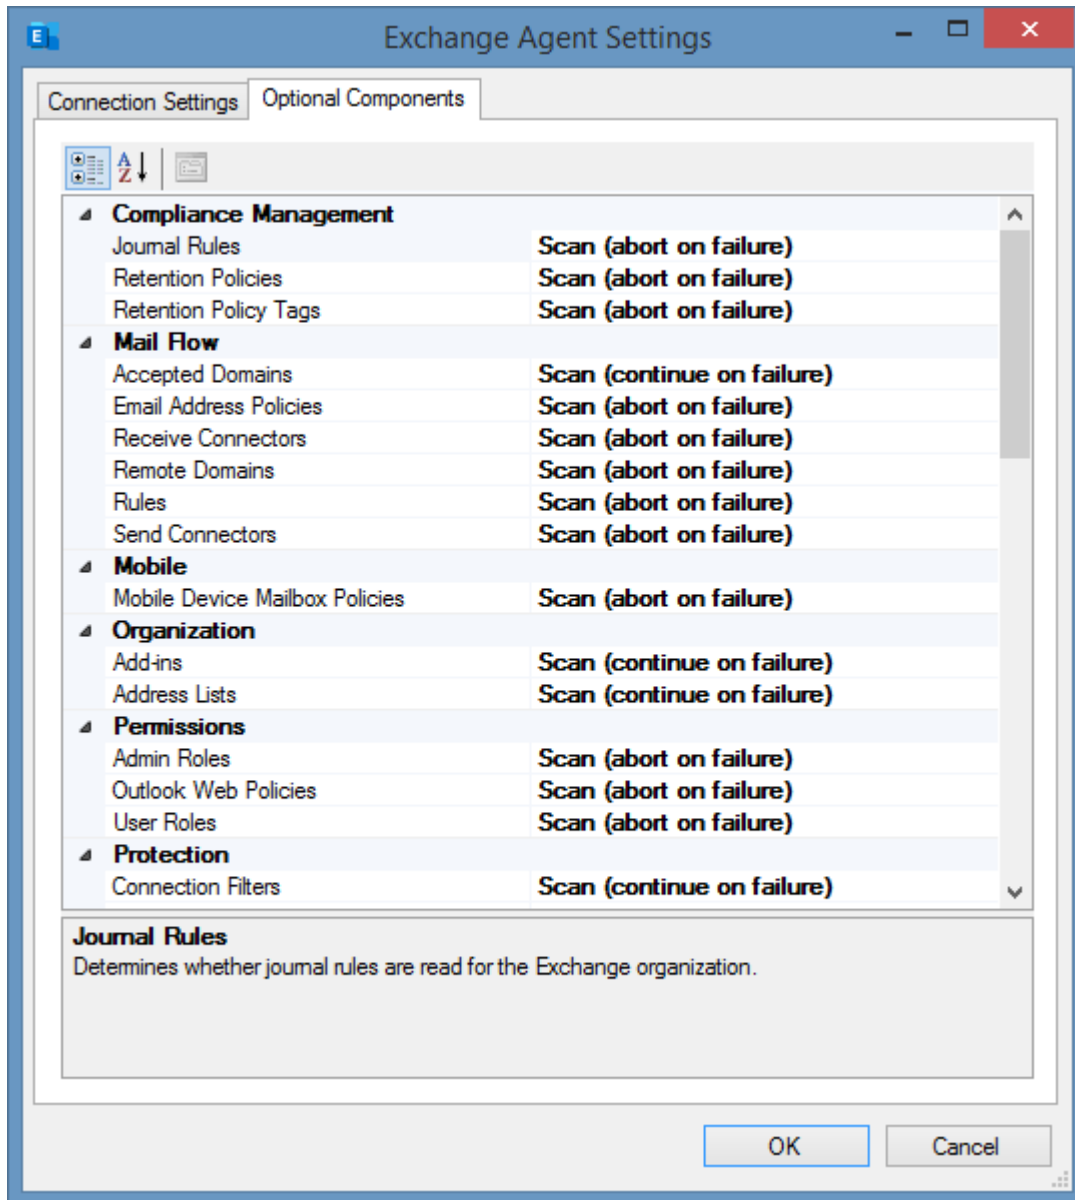 Exchange Agent Settings
Connection Settings Optional Components
Compliance Management
Journal Rules Scan (abort on failure)
Retention Policies Scan (abort on failure)
Retention Policy Tags Scan (abort on failure)
Mail Flow
Accepted Domains Scan (continue on failure)
Email Address Policies Scan (abort on failure)
Receive Connectors Scan (abort on failure)
Remote Domains Scan (abort on failure)
Rules Scan (abort on failure)
Send Connectors Scan (abort on failure)
Mobile
Mobile Device Mailbox Policies Scan (abort on failure)
Organization
Add-ins Scan (continue on failure)
Address Lists Scan (continue on failure)
Permissions
Admin Roles Scan (abort on failure)
Outlook Web Policies Scan (abort on failure)
User Roles Scan (abort on failure)
Protection
Connection Filters Scan (continue on failure)
Journal Rules
Determines whether journal rules are read for the Exchange organization.
OK Cancel